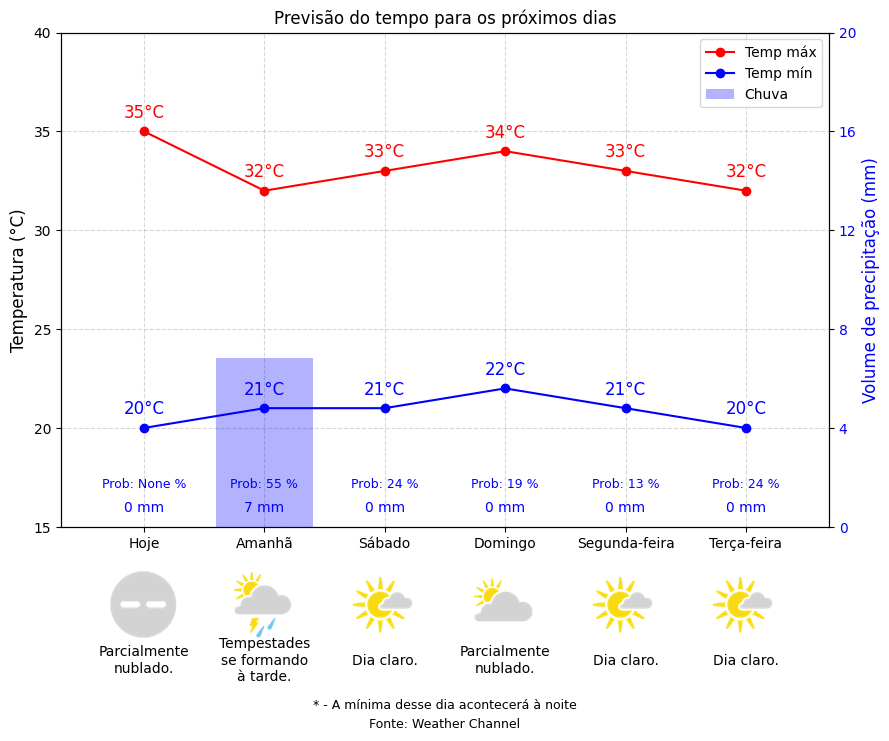 Previsão do tempo para os próximos dias
Temp máx
Temp mín
Chuva
40
35
30
25
20
15
Temperatura (°C)
20
16
12
8
4
0
Volume de precipitação (mm)
35°C
32°C
33°C
34°C
33°C
32°C
20°C
21°C
21°C
22°C
21°C
20°C
Prob: None %
Prob: 55 %
Prob: 24 %
Prob: 19 %
Prob: 13 %
Prob: 24 %
0 mm
7 mm
0 mm
0 mm
0 mm
0 mm
Hoje
Amanhã
Sábado
Domingo
Segunda-feira
Terça-feira
Parcialmente
nublado.
Tempestades
se formando
à tarde.
Dia claro.
Parcialmente
nublado.
Dia claro.
Dia claro.
* - A mínima desse dia acontecerá à noite
Fonte: Weather Channel